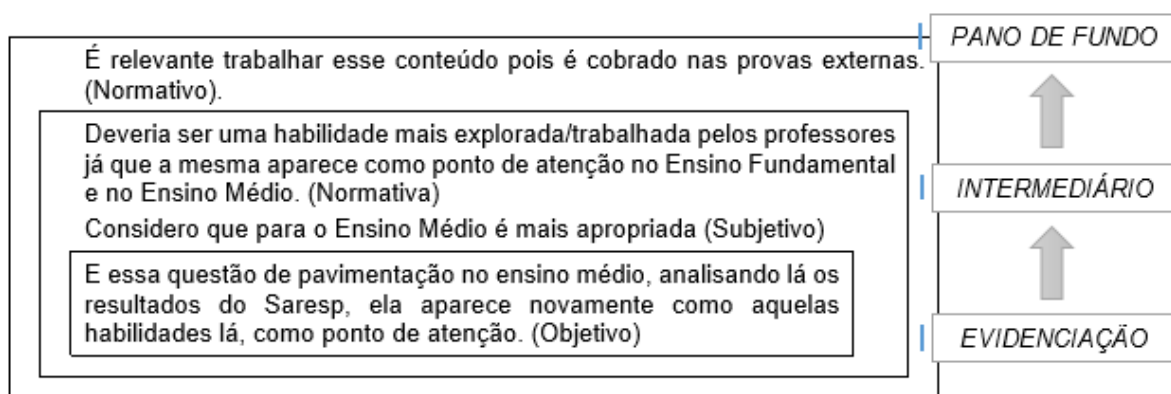 PANO DE FUNDO
É relevante trabalhar esse conteúdo pois é cobrado nas provas externas.
(Normativo).
Deveria ser uma habilidade mais explorada/trabalhada pelos professores
já que a mesma aparece como ponto de atenção no Ensino Fundamental
e no Ensino Médio. (Normativa)
INTERMEDIÁRIO
Considero que para o Ensino Médio é mais apropriada (Subjetivo)
E essa questão de pavimentação no ensino médio, analisando lá os
resultados do Saresp, ela aparece novamente como aquelas
habilidades lá, como ponto de atenção. (Objetivo)
EVIDENCIAÇÃO